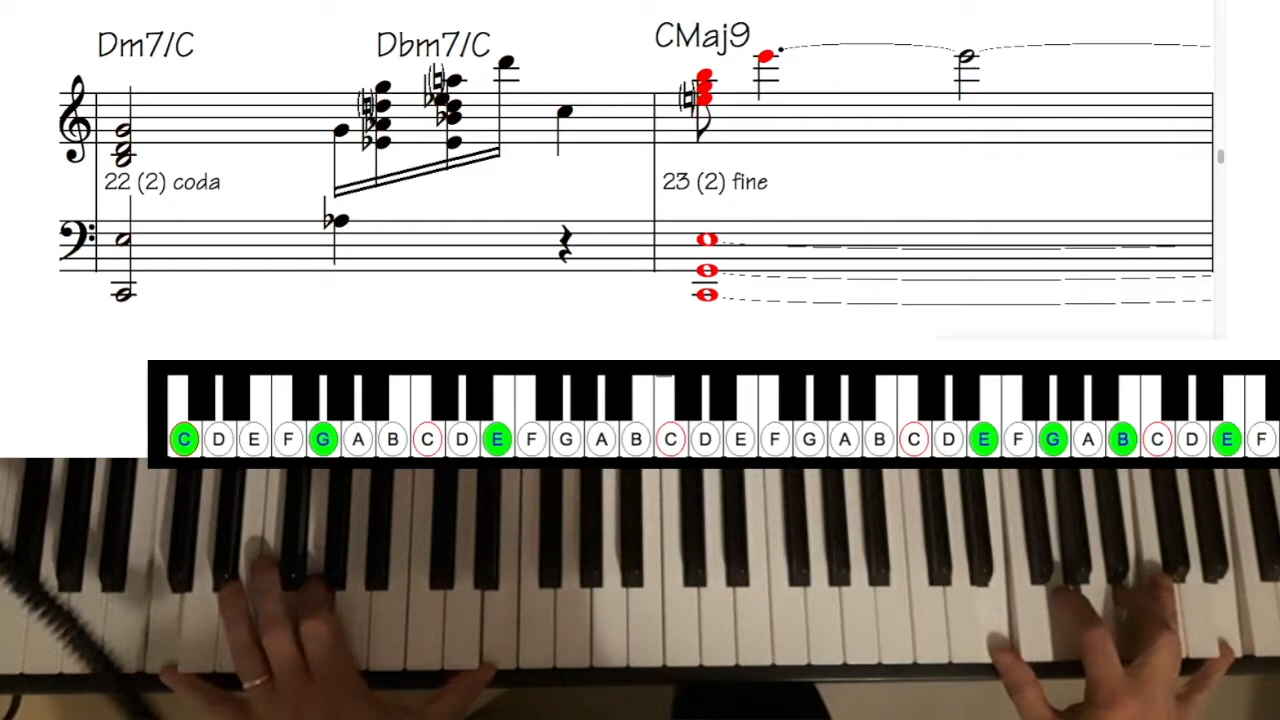 Dm7/C Dbm7/C CMaj9
22 (2) coda 23 (2) fine
C D E F G A B C D E F G A B C D E F G A B C D E F G A B C D E F